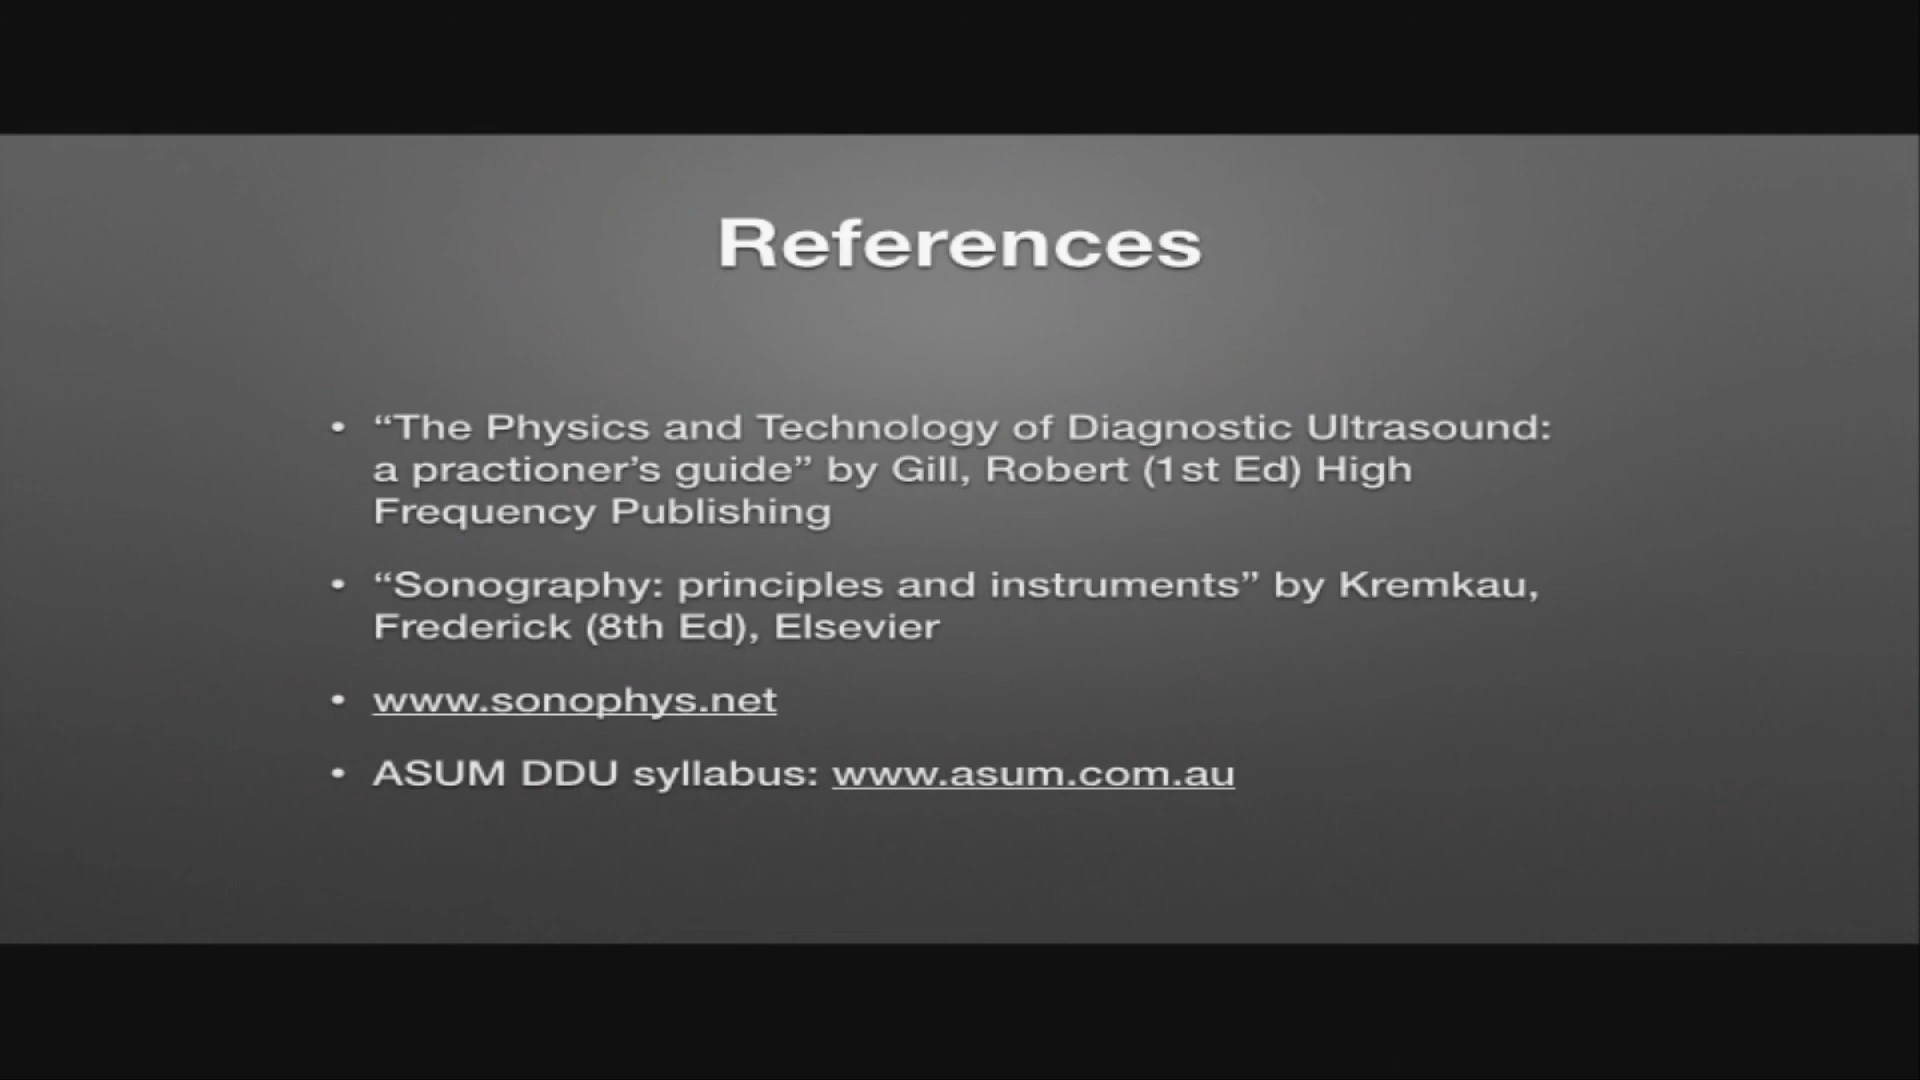 References
• “The Physics and Technology of Diagnostic Ultrasound:
a practioner’s guide” by Gill, Robert (1st Ed) High
Frequency Publishing
• “Sonography: principles and instruments” by Kremkau,
Frederick (8th Ed), Elsevier
• www.sonophys.net
• ASUM DDU syllabus: www.asum.com.au